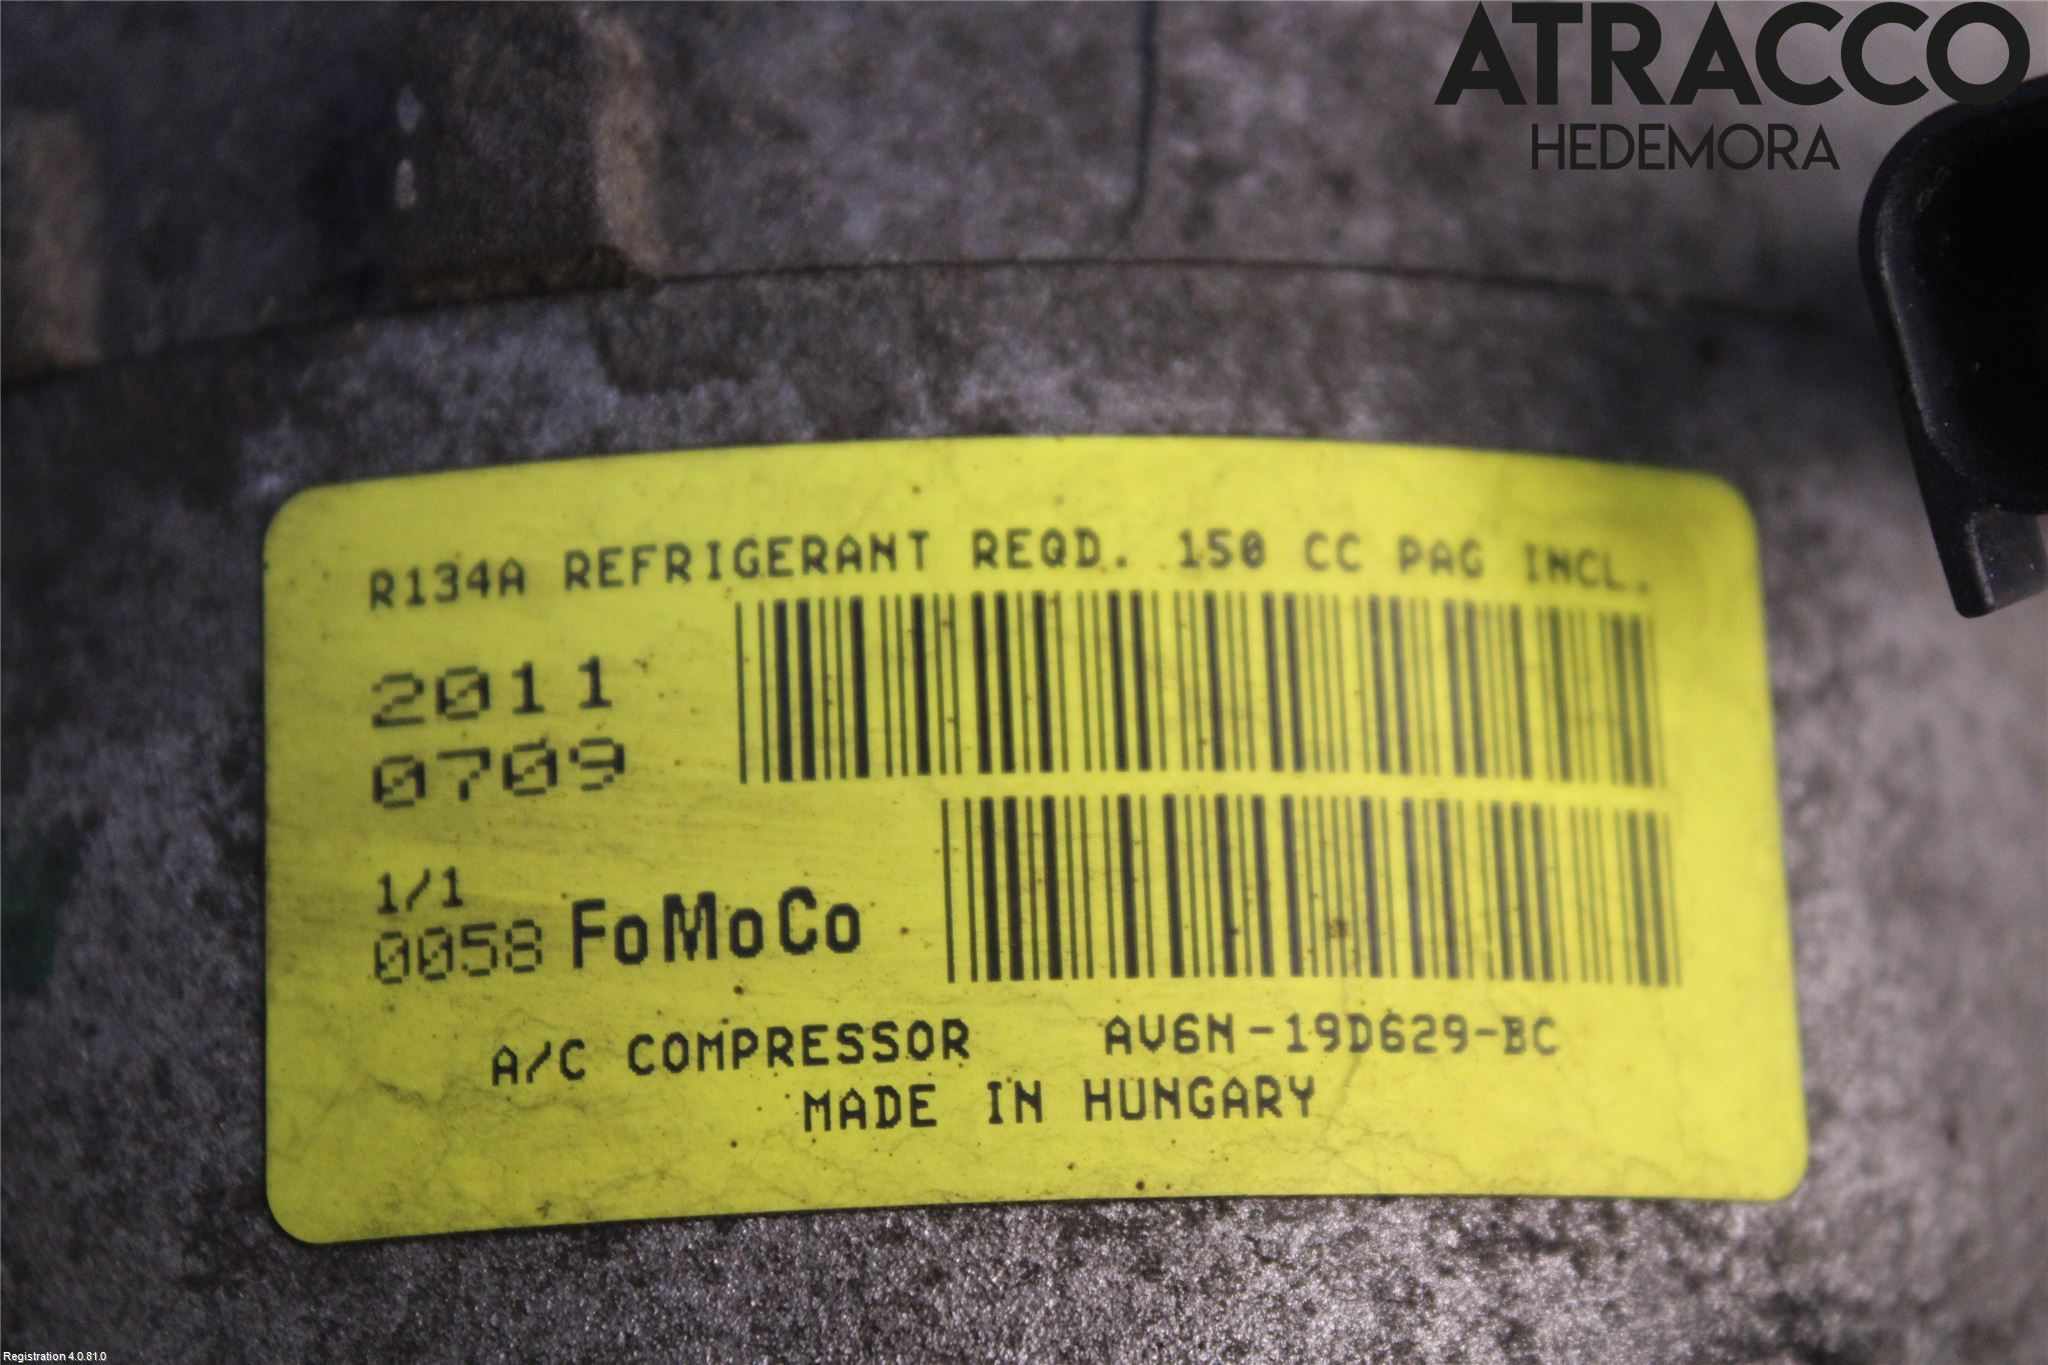 ATRACCO
HEDEMORA
R134A REFRIGERANT REQD. 150 CC PAG INCL.
2011
0709
1/1
0058 FoMoCo
A/C COMPRESSOR AV6N-19D629-BC
MADE IN HUNGARY
Registration 4.0.81.0